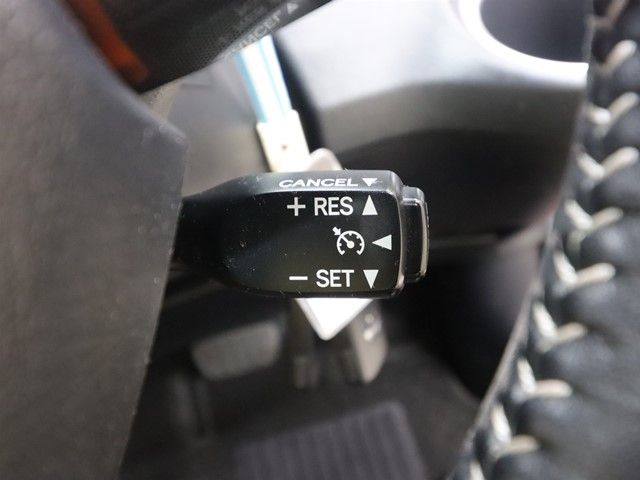 CANCEL ▼
+ RES ▲
◀
− SET ▼